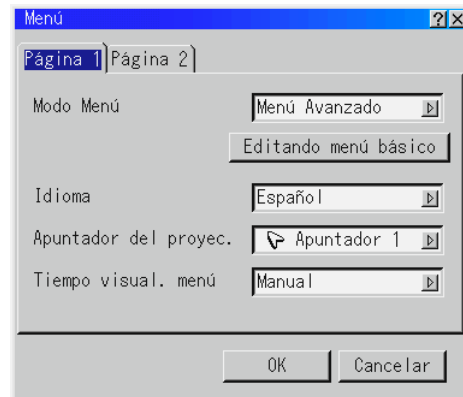 Menú ? ×
Página 1 Página 2
Modo Menú Menú Avanzado
Editando menú básico
Idioma Español
Apuntador del proyec. Apuntador 1
Tiempo visual. menú Manual
OK Cancelar